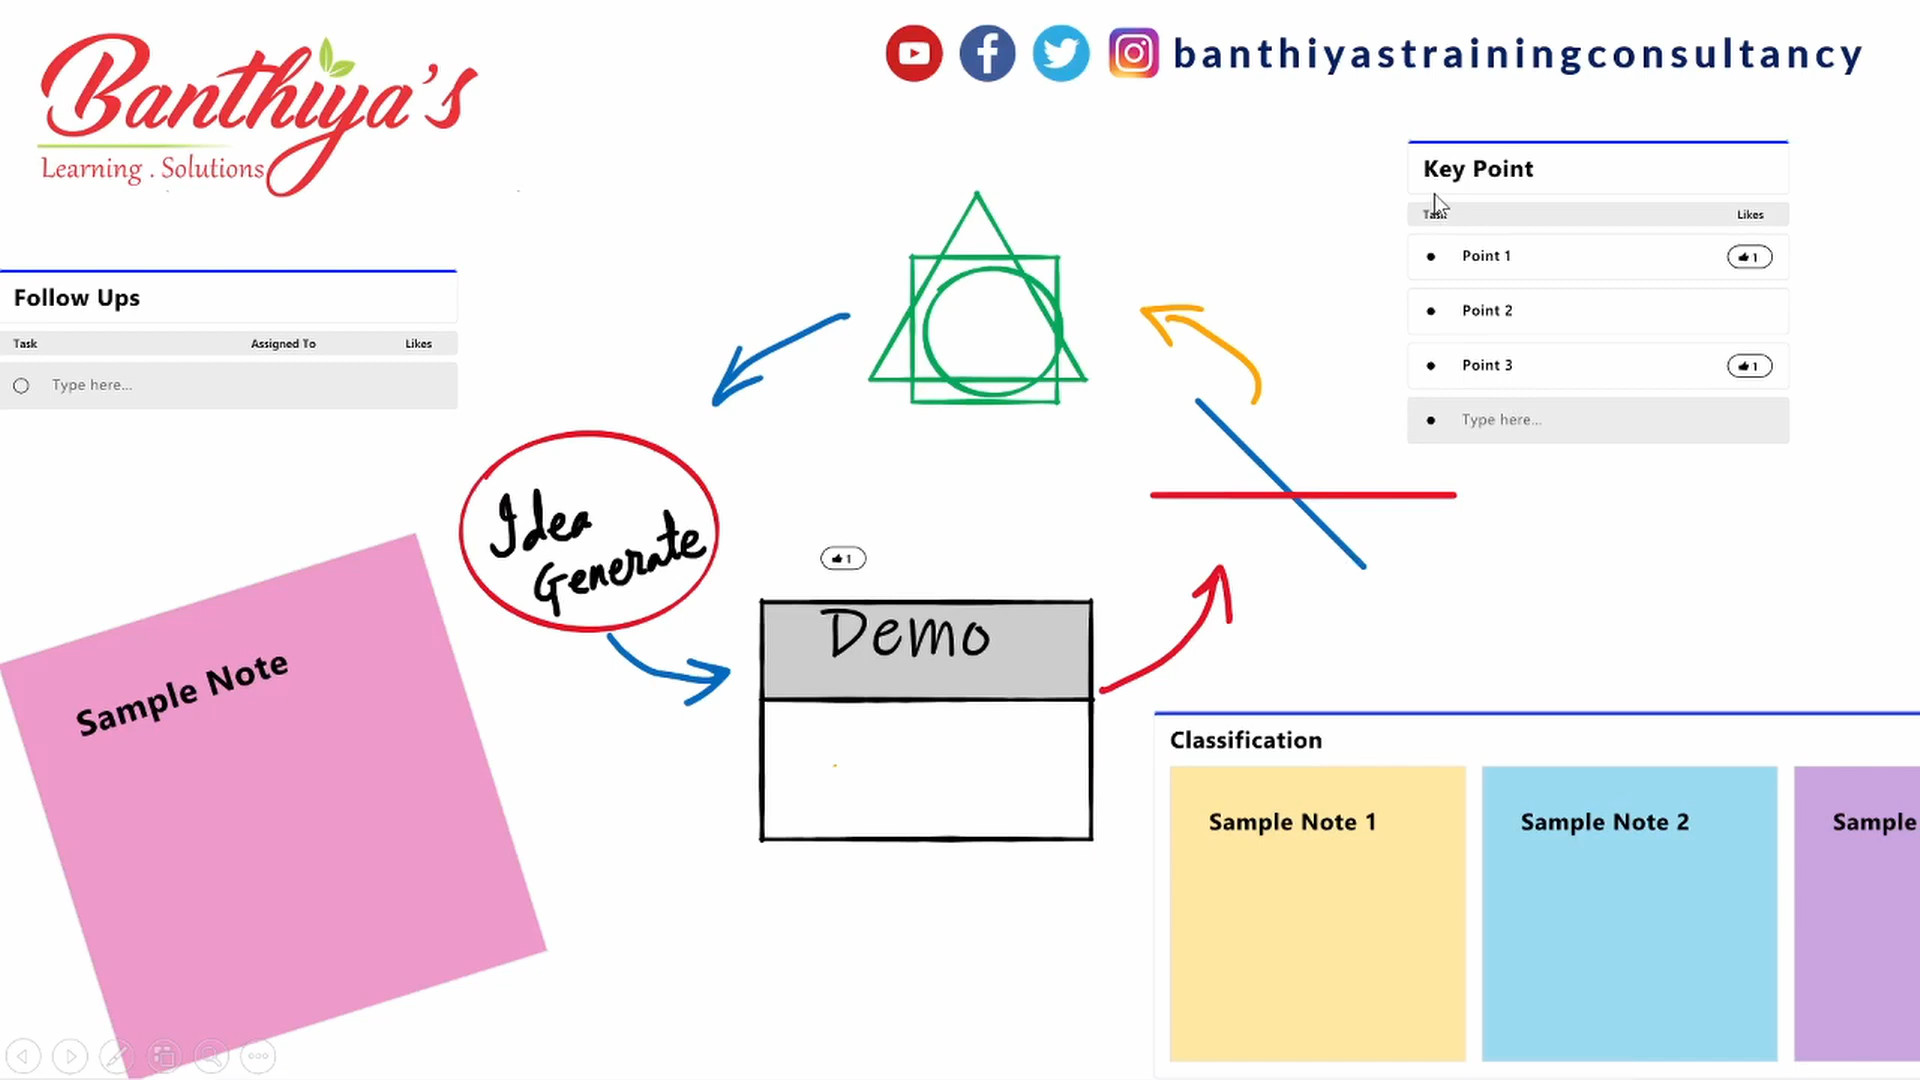 Banthiya's
Learning . Solutions
banthiyastrainingconsultancy
Key Point
Task Likes
Point 1 1
Point 2
Point 3 1
Type here...
Follow Ups
Task Assigned To Likes
Type here...
Idea
Generate
1
Demo
Sample Note
Classification
Sample Note 1
Sample Note 2
Sample